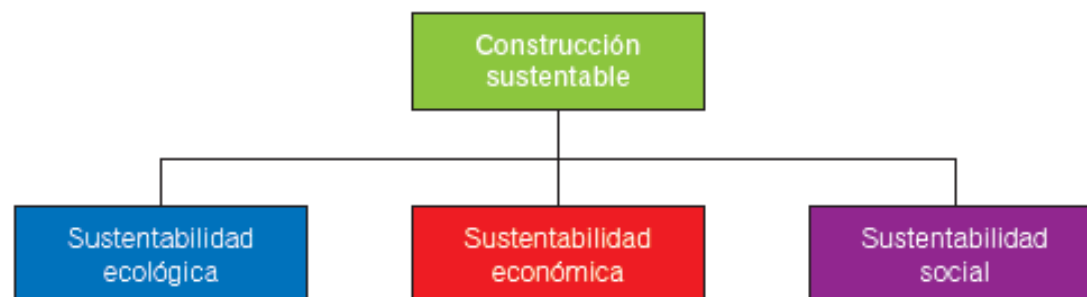 Construcción
sustentable
Sustentabilidad
ecológica
Sustentabilidad
económica
Sustentabilidad
social